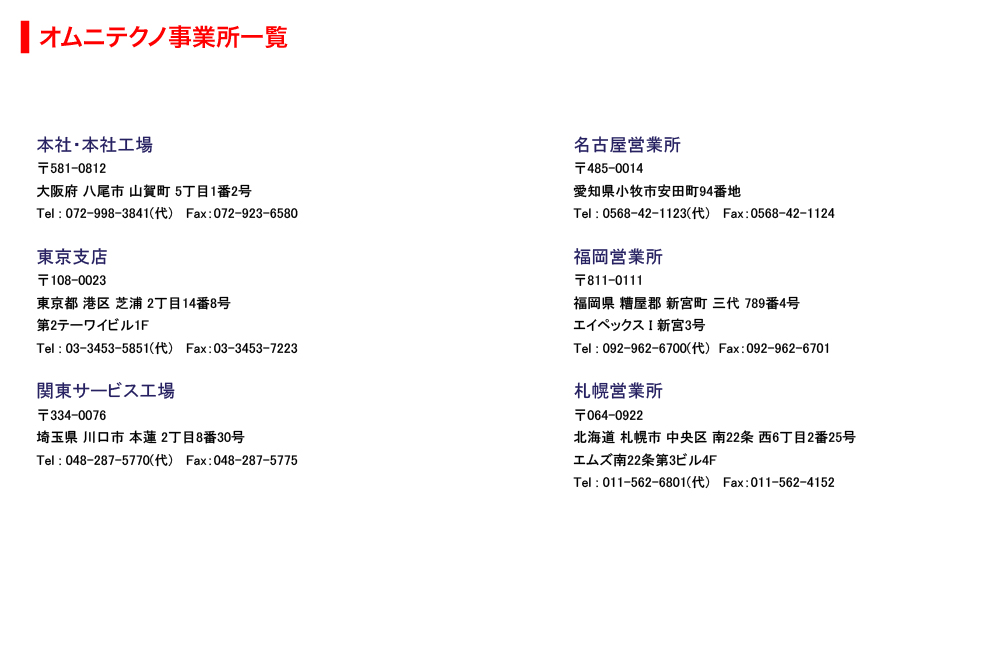 オムニテクノ事業所一覧
本社・本社工場
〒581-0812
大阪府 八尾市 山賀町 5丁目1番2号
Tel : 072-998-3841(代) Fax:072-923-6580
東京支店
〒108-0023
東京都 港区 芝浦 2丁目14番8号
第2テーワイビル1F
Tel : 03-3453-5851(代) Fax:03-3453-7223
関東サービス工場
〒334-0076
埼玉県 川口市 本蓮 2丁目8番30号
Tel : 048-287-5770(代) Fax:048-287-5775
名古屋営業所
〒485-0014
愛知県小牧市安田町94番地
Tel : 0568-42-1123(代) Fax:0568-42-1124
福岡営業所
〒811-0111
福岡県 糟屋郡 新宮町 三代 789番4号
エイペックス I 新宮3号
Tel : 092-962-6700(代) Fax:092-962-6701
札幌営業所
〒064-0922
北海道 札幌市 中央区 南22条 西6丁目2番25号
エムズ南22条第3ビル4F
Tel : 011-562-6801(代) Fax:011-562-4152